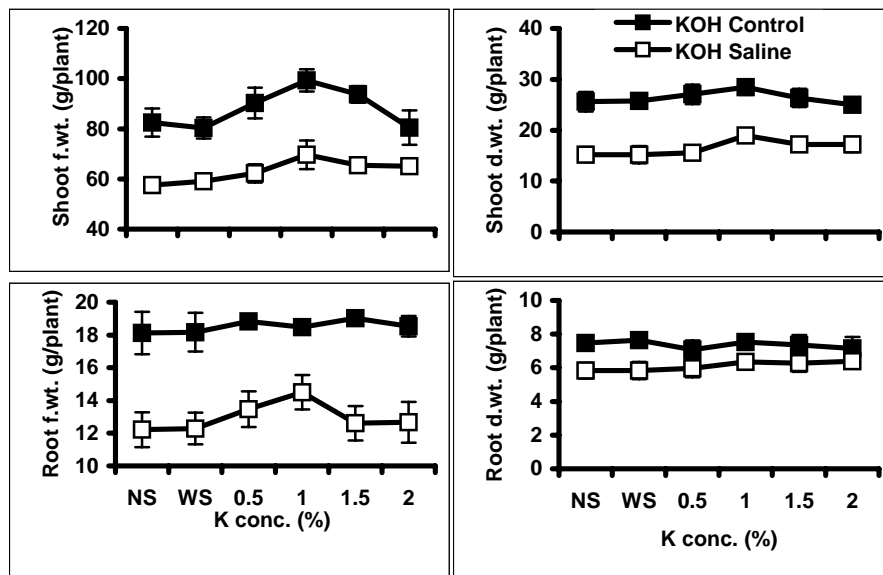 Shoot f.wt. (g/plant)
120
100
80
60
40
Shoot d.wt. (g/plant)
40
30
20
10
0
KOH Control
KOH Saline
Root f.wt. (g/plant)
20
18
16
14
12
10
NS WS 0.5 1 1.5 2
K conc. (%)
Root d.wt. (g/plant)
10
8
6
4
2
0
NS WS 0.5 1 1.5 2
K conc. (%)